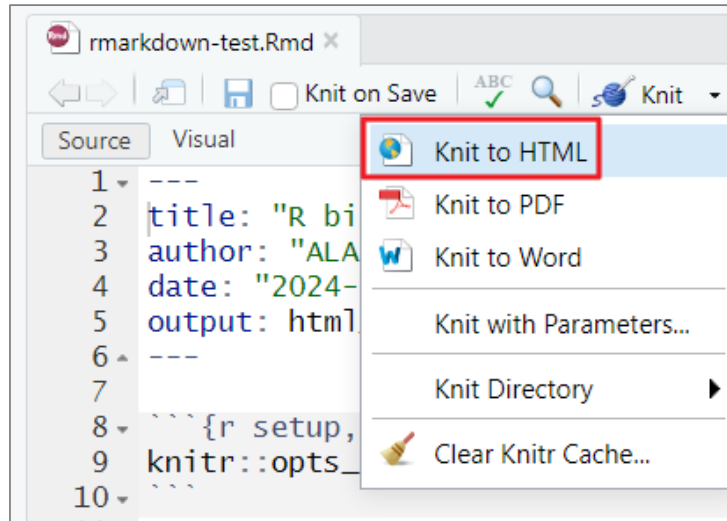 rmarkdown-test.Rmd
Knit on Save ABC Knit
Source Visual
Knit to HTML
Knit to PDF
Knit to Word
Knit with Parameters...
Knit Directory
Clear Knitr Cache...
1 ---
2 title: "R bi
3 author: "ALA
4 date: "2024-
5 output: html
6 ---
7
8 ```{r setup,
9 knitr::opts_
10 ```